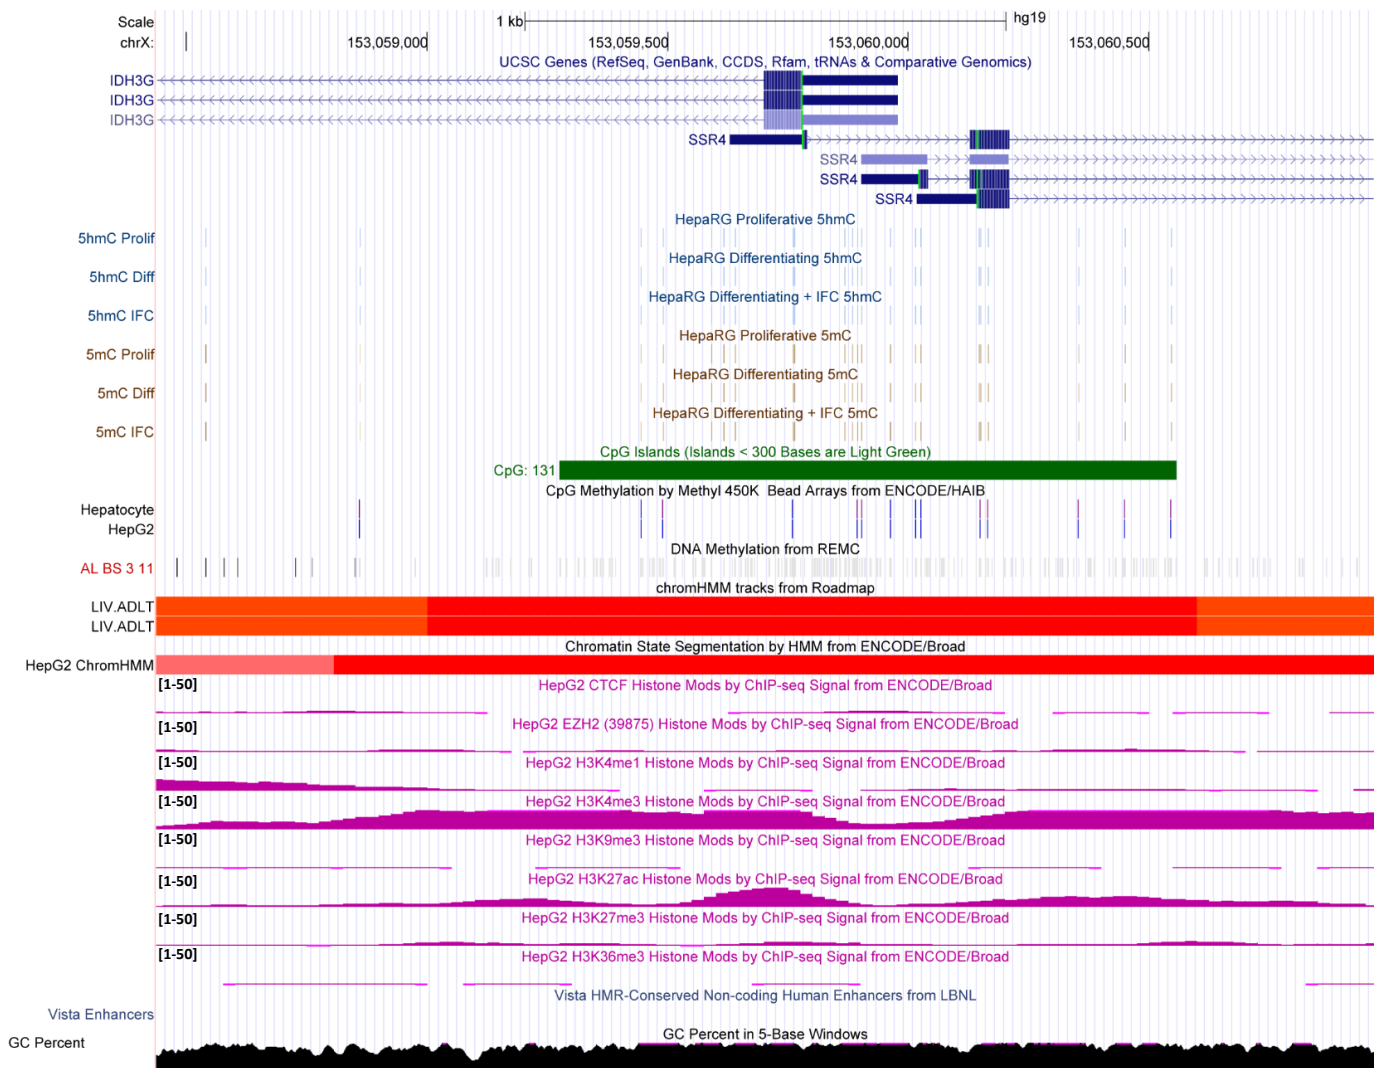 Scale 1 kb hg19
chrX: 153,059,000 153,059,500 153,060,000 153,060,500
UCSC Genes (RefSeq, GenBank, CCDS, Rfam, tRNAs & Comparative Genomics)
IDH3G
IDH3G
IDH3G
SSR4
SSR4
SSR4
SSR4
HepaRG Proliferative 5hmC
5hmC Prolif
HepaRG Differentiating 5hmC
5hmC Diff
HepaRG Differentiating + IFC 5hmC
5hmC IFC
HepaRG Proliferative 5mC
5mC Prolif
HepaRG Differentiating 5mC
5mC Diff
HepaRG Differentiating + IFC 5mC
5mC IFC
CpG Islands (Islands < 300 Bases are Light Green)
CpG: 131
CpG Methylation by Methyl 450K Bead Arrays from ENCODE/HAIB
Hepatocyte
HepG2
DNA Methylation from REMC
AL BS 3 11
chromHMM tracks from Roadmap
LIV.ADLT
LIV.ADLT
Chromatin State Segmentation by HMM from ENCODE/Broad
HepG2 ChromHMM
[1-50] HepG2 CTCF Histone Mods by ChIP-seq Signal from ENCODE/Broad
[1-50] HepG2 EZH2 (39875) Histone Mods by ChIP-seq Signal from ENCODE/Broad
[1-50] HepG2 H3K4me1 Histone Mods by ChIP-seq Signal from ENCODE/Broad
[1-50] HepG2 H3K4me3 Histone Mods by ChIP-seq Signal from ENCODE/Broad
[1-50] HepG2 H3K9me3 Histone Mods by ChIP-seq Signal from ENCODE/Broad
[1-50] HepG2 H3K27ac Histone Mods by ChIP-seq Signal from ENCODE/Broad
[1-50] HepG2 H3K27me3 Histone Mods by ChIP-seq Signal from ENCODE/Broad
[1-50] HepG2 H3K36me3 Histone Mods by ChIP-seq Signal from ENCODE/Broad
Vista HMR-Conserved Non-coding Human Enhancers from LBNL
Vista Enhancers
GC Percent in 5-Base Windows
GC Percent